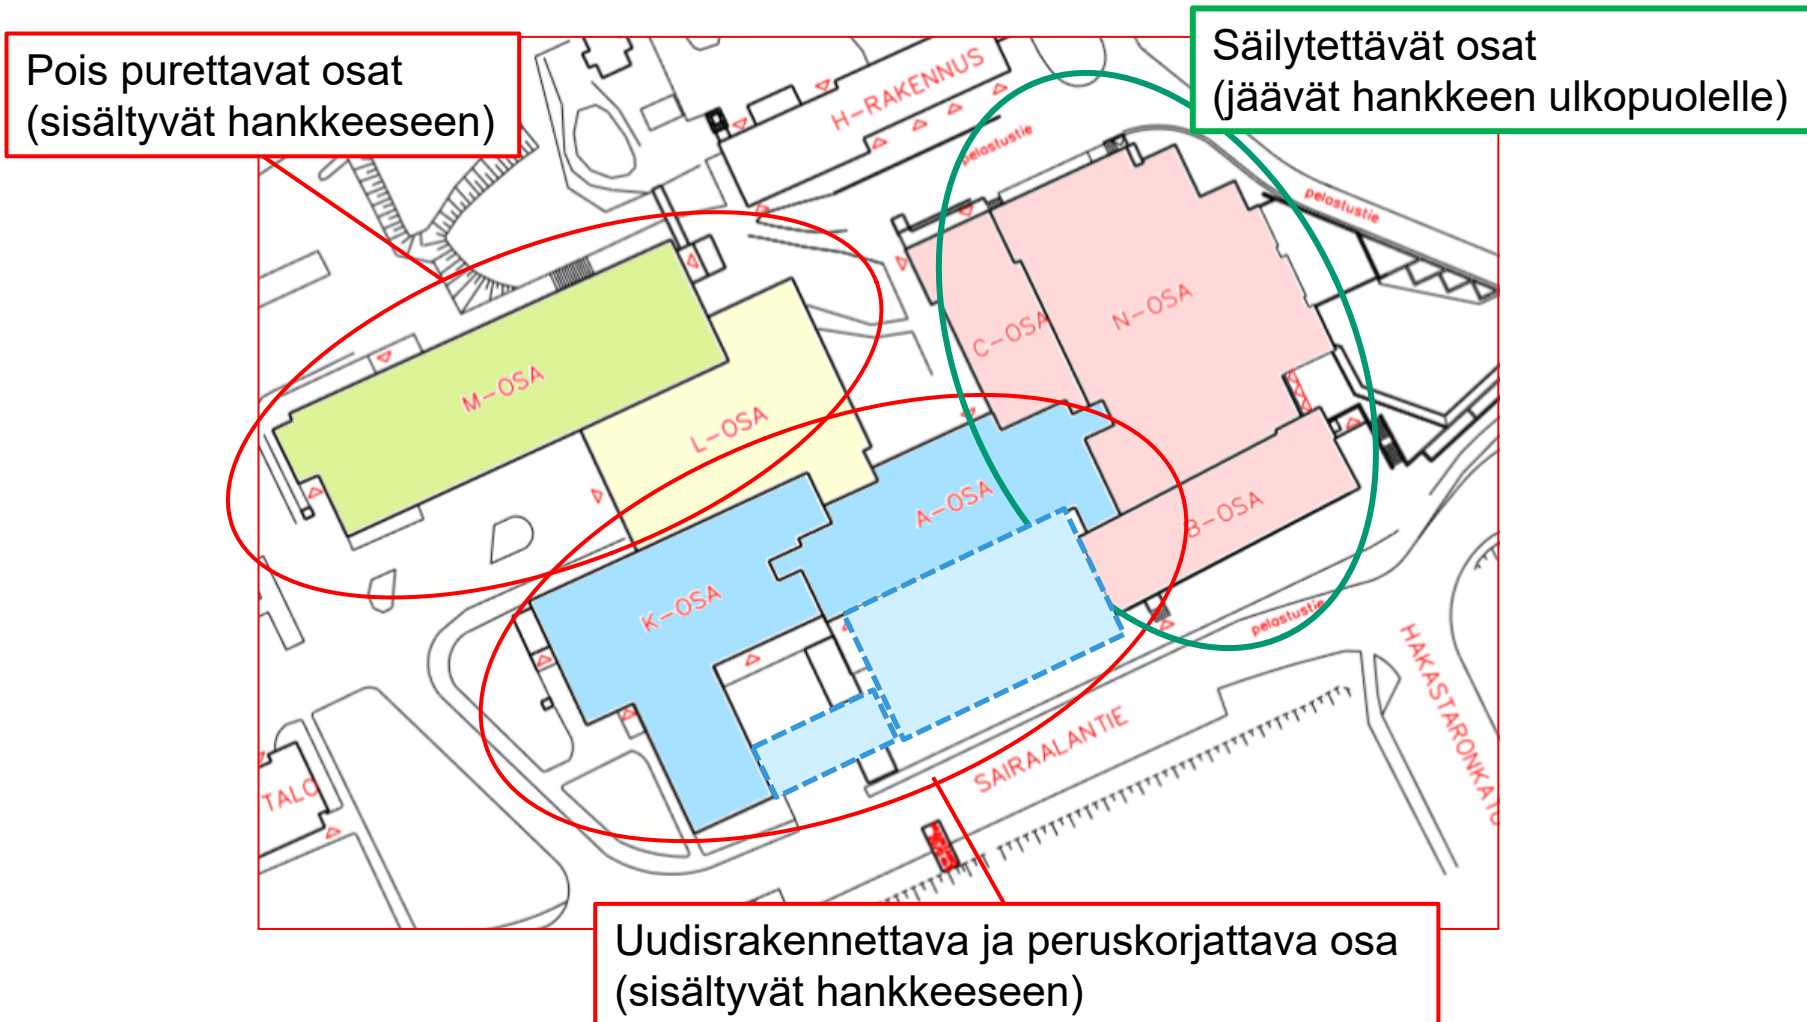 Pois purettavat osat
(sisältyvät hankkeeseen)
Säilytettävät osat
(jäävät hankkeen ulkopuolelle)
H-RAKENNUS
pelastustie
pelastustie
N-OSA
C-OSA
M-OSA
L-OSA
A-OSA
B-OSA
K-OSA
pelastustie
HAKASTARONKATU
SAIRAALANTIE
TALO
Uudisrakennettava ja peruskorjattava osa
(sisältyvät hankkeeseen)